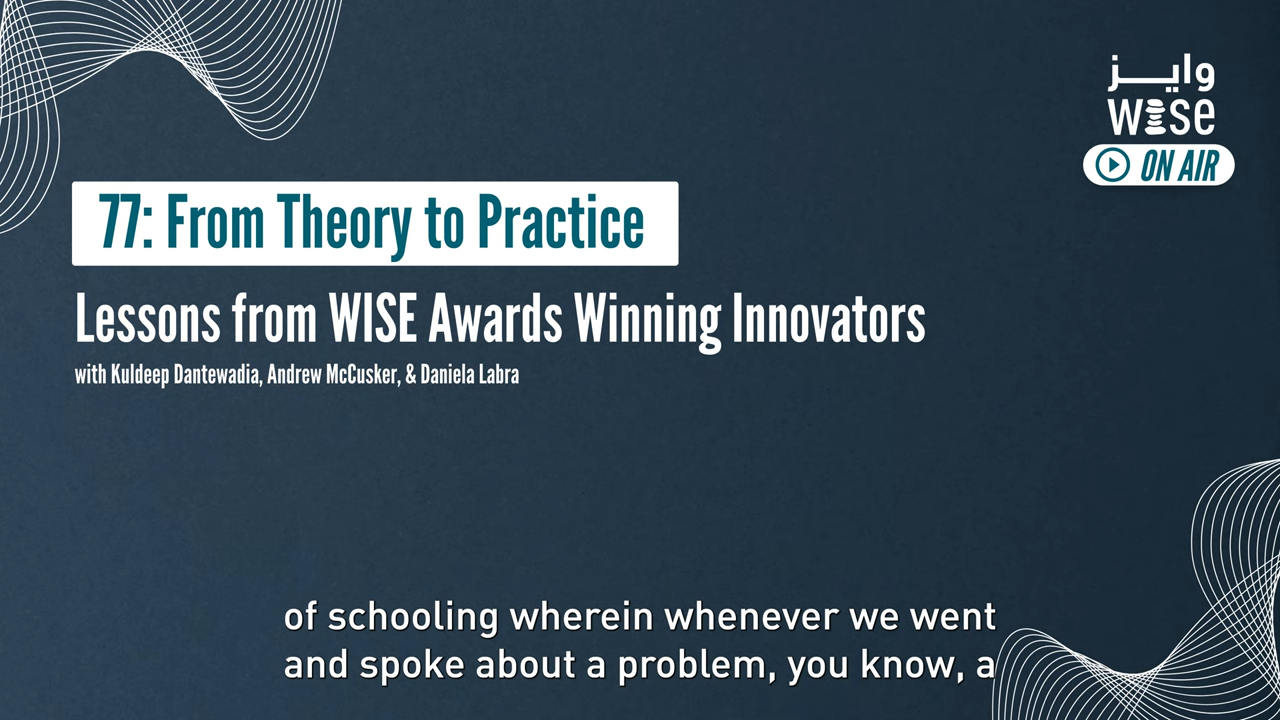 وايز
wise
ON AIR
77: From Theory to Practice
Lessons from WISE Awards Winning Innovators
with Kuldeep Dantewadia, Andrew McCusker, & Daniela Labra
of schooling wherein whenever we went
and spoke about a problem, you know, a